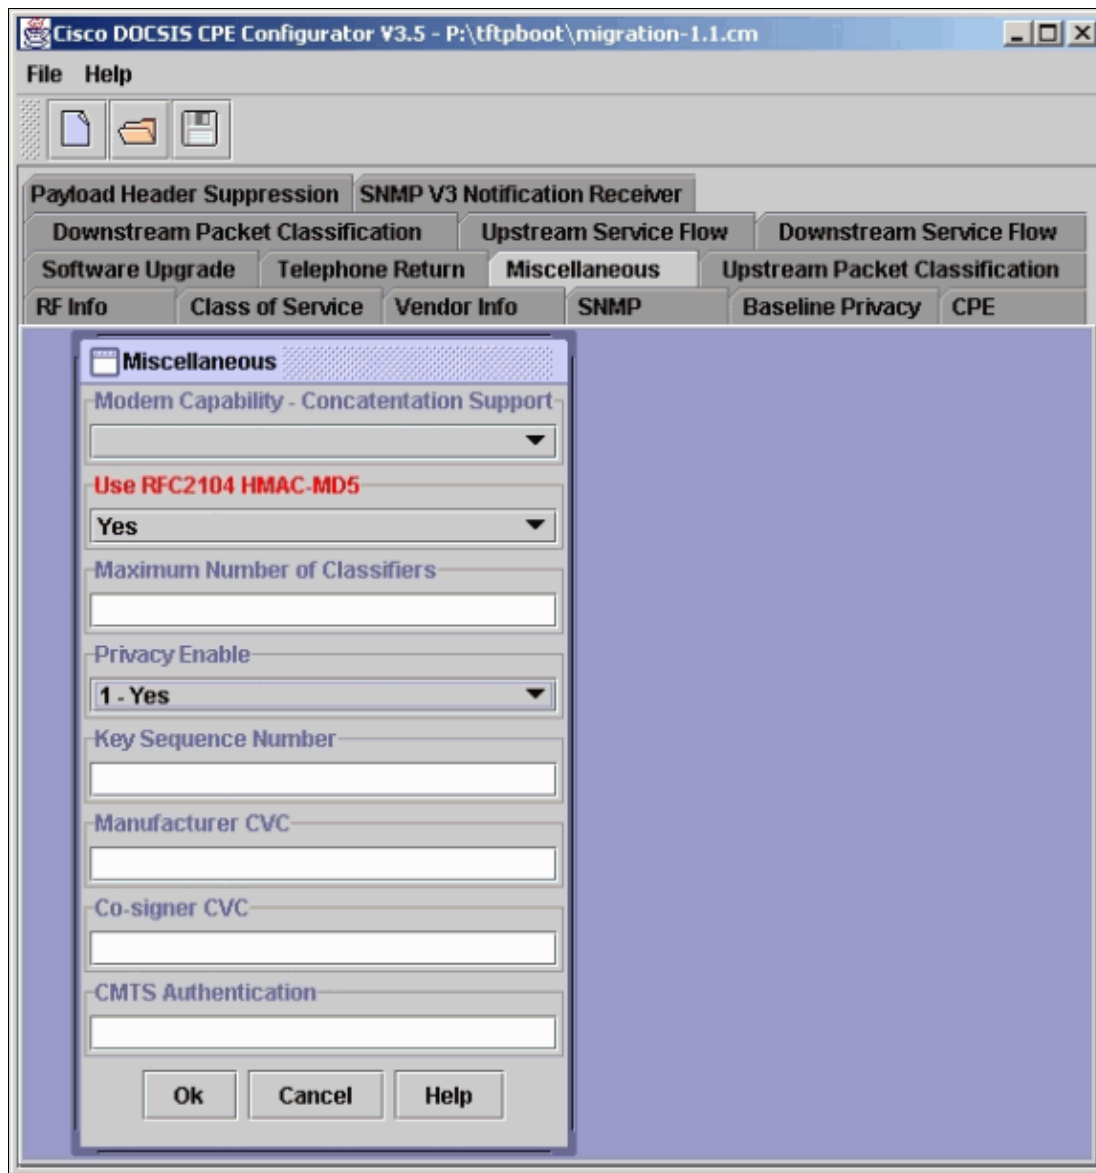 Cisco DOCSIS CPE Configurator V3.5 - P:\tftpboot\migration-1.1.cm
File Help
Payload Header Suppression SNMP V3 Notification Receiver
Downstream Packet Classification Upstream Service Flow Downstream Service Flow
Software Upgrade Telephone Return Miscellaneous Upstream Packet Classification
RF Info Class of Service Vendor Info SNMP Baseline Privacy CPE
Miscellaneous
Modem Capability - Concatentation Support
Use RFC2104 HMAC-MD5
Yes
Maximum Number of Classifiers
Privacy Enable
1 - Yes
Key Sequence Number
Manufacturer CVC
Co-signer CVC
CMTS Authentication
Ok Cancel Help